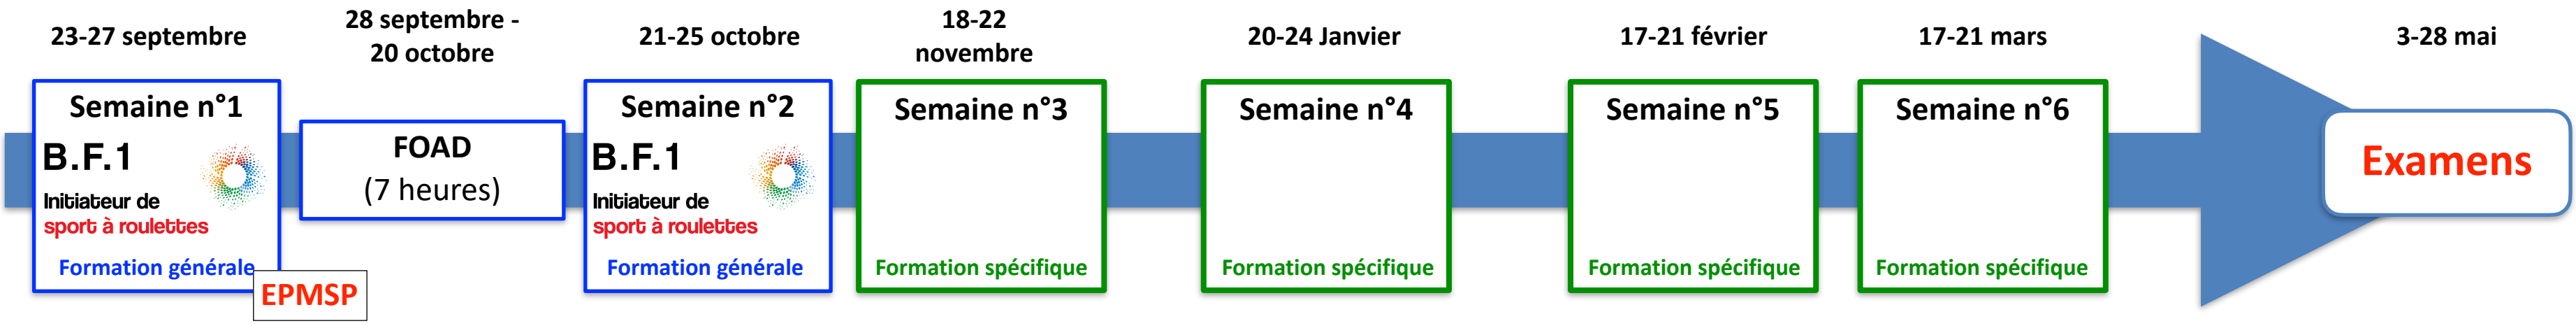 23-27 septembre
28 septembre -
20 octobre
21-25 octobre
18-22
novembre
20-24 Janvier
17-21 février
17-21 mars
3-28 mai
Semaine n°1
B.F.1
Initiateur de
sport à roulettes
Formation générale
EPMSP
FOAD
(7 heures)
Semaine n°2
B.F.1
Initiateur de
sport à roulettes
Formation générale
Semaine n°3
Formation spécifique
Semaine n°4
Formation spécifique
Semaine n°5
Formation spécifique
Semaine n°6
Formation spécifique
Examens